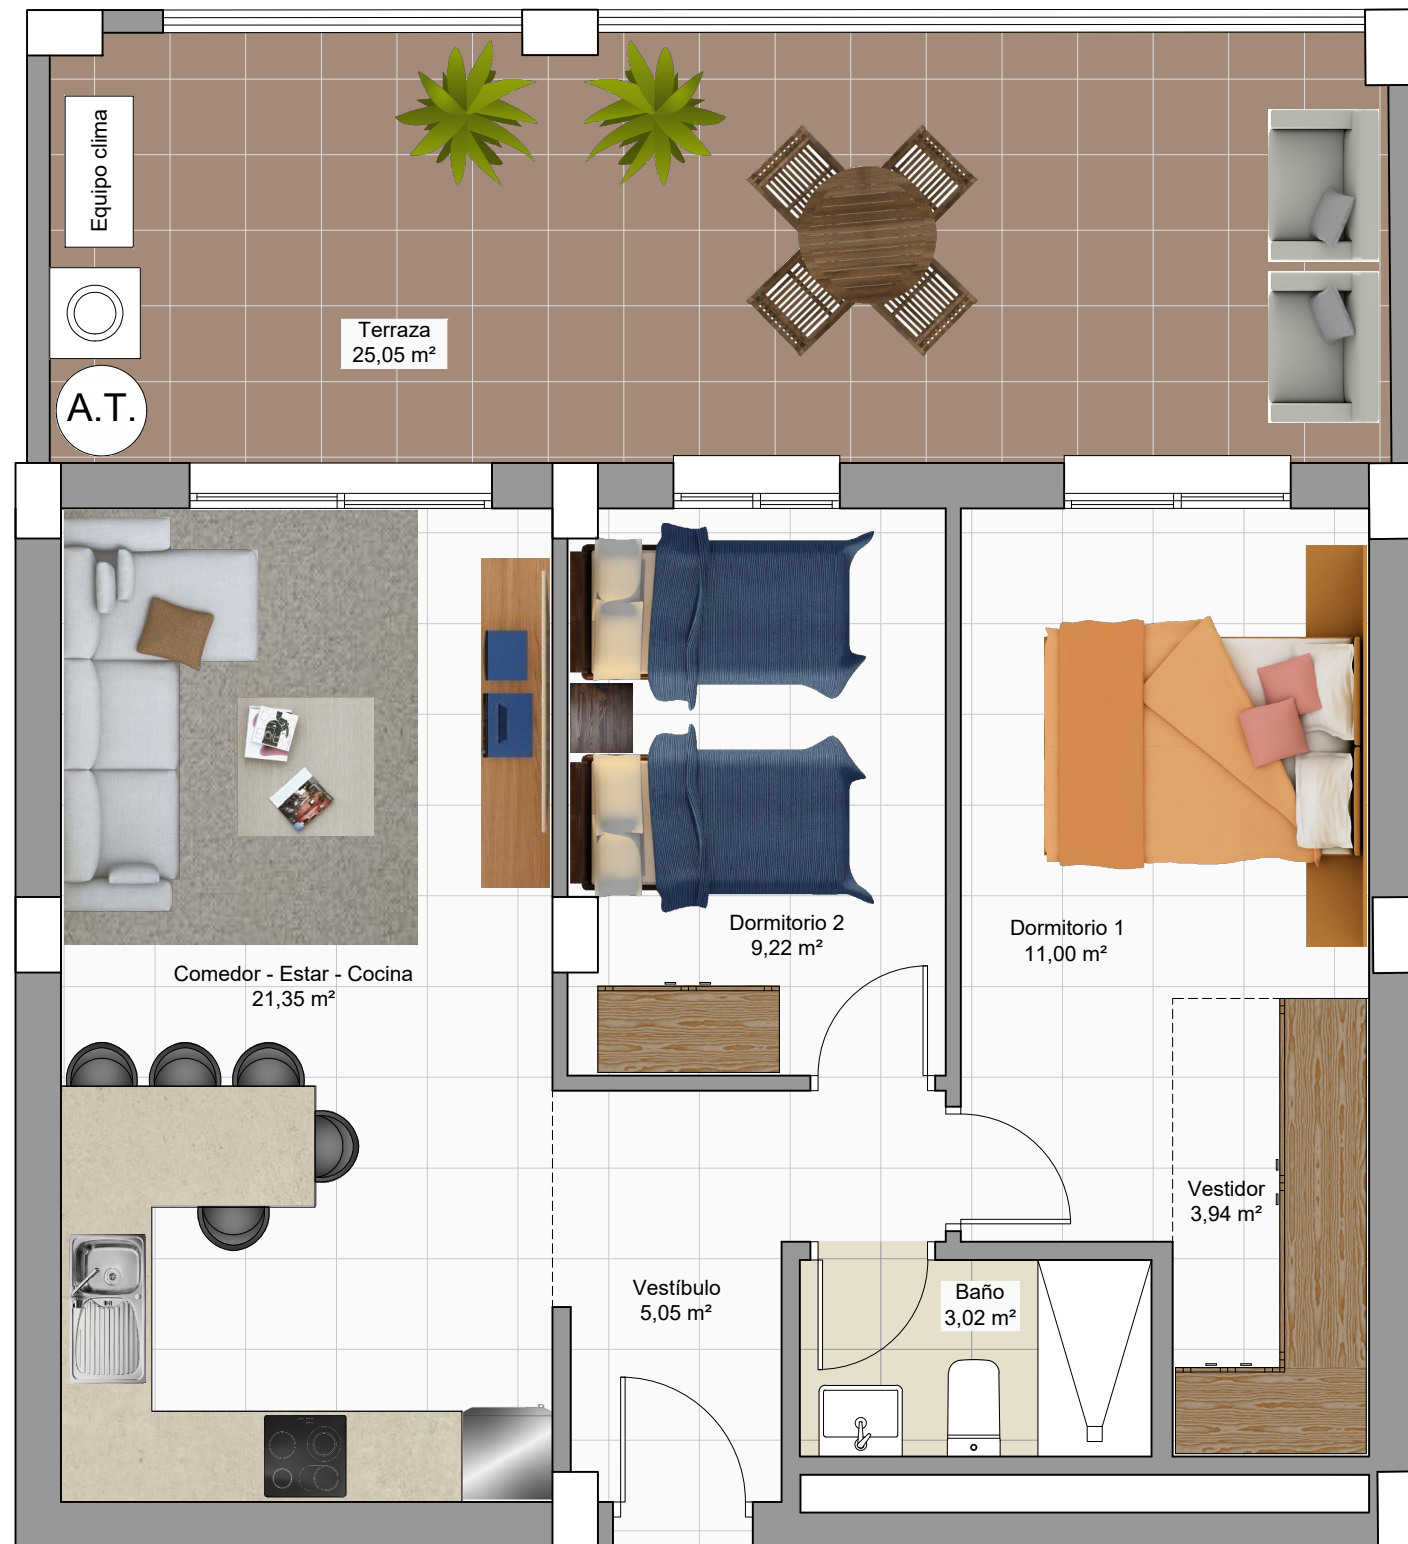 Equipo clima
Terraza
25,05 m²
A.T.
Dormitorio 2
9,22 m²
Dormitorio 1
11,00 m²
Comedor - Estar - Cocina
21,35 m²
Vestidor
3,94 m²
Vestíbulo
5,05 m²
Baño
3,02 m²